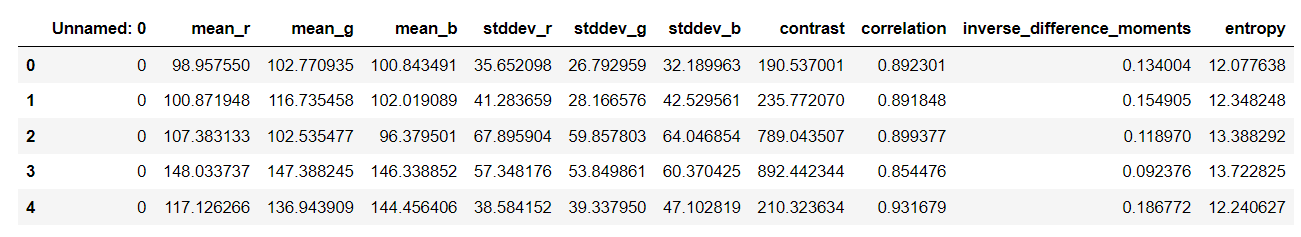 Unnamed: 0 mean_r mean_g mean_b stddev_r stddev_g stddev_b contrast correlation inverse_difference_moments entropy
0 0 98.957550 102.770935 100.843491 35.652098 26.792959 32.189963 190.537001 0.892301 0.134004 12.077638
1 0 100.871948 116.735458 102.019089 41.283659 28.166576 42.529561 235.772070 0.891848 0.154905 12.348248
2 0 107.383133 102.535477 96.379501 67.895904 59.857803 64.046854 789.043507 0.899377 0.118970 13.388292
3 0 148.033737 147.388245 146.338852 57.348176 53.849861 60.370425 892.442344 0.854476 0.092376 13.722825
4 0 117.126266 136.943909 144.456406 38.584152 39.337950 47.102819 210.323634 0.931679 0.186772 12.240627